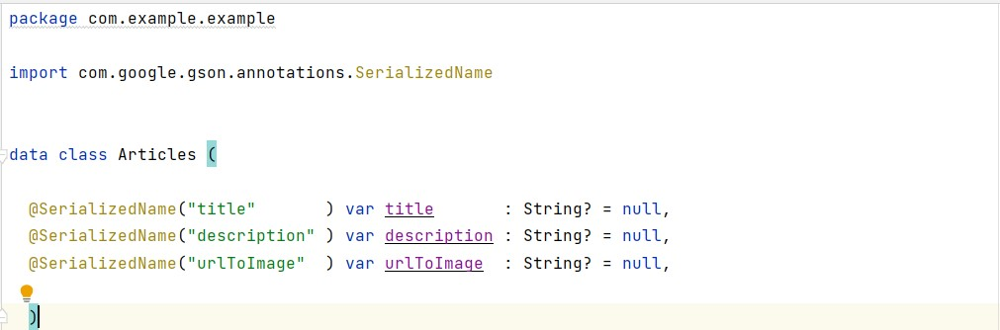 package com.example.example
import com.google.gson.annotations.SerializedName
data class Articles (
@SerializedName("title"       ) var title       : String? = null,
@SerializedName("description" ) var description : String? = null,
@SerializedName("urlToImage"  ) var urlToImage  : String? = null,
)